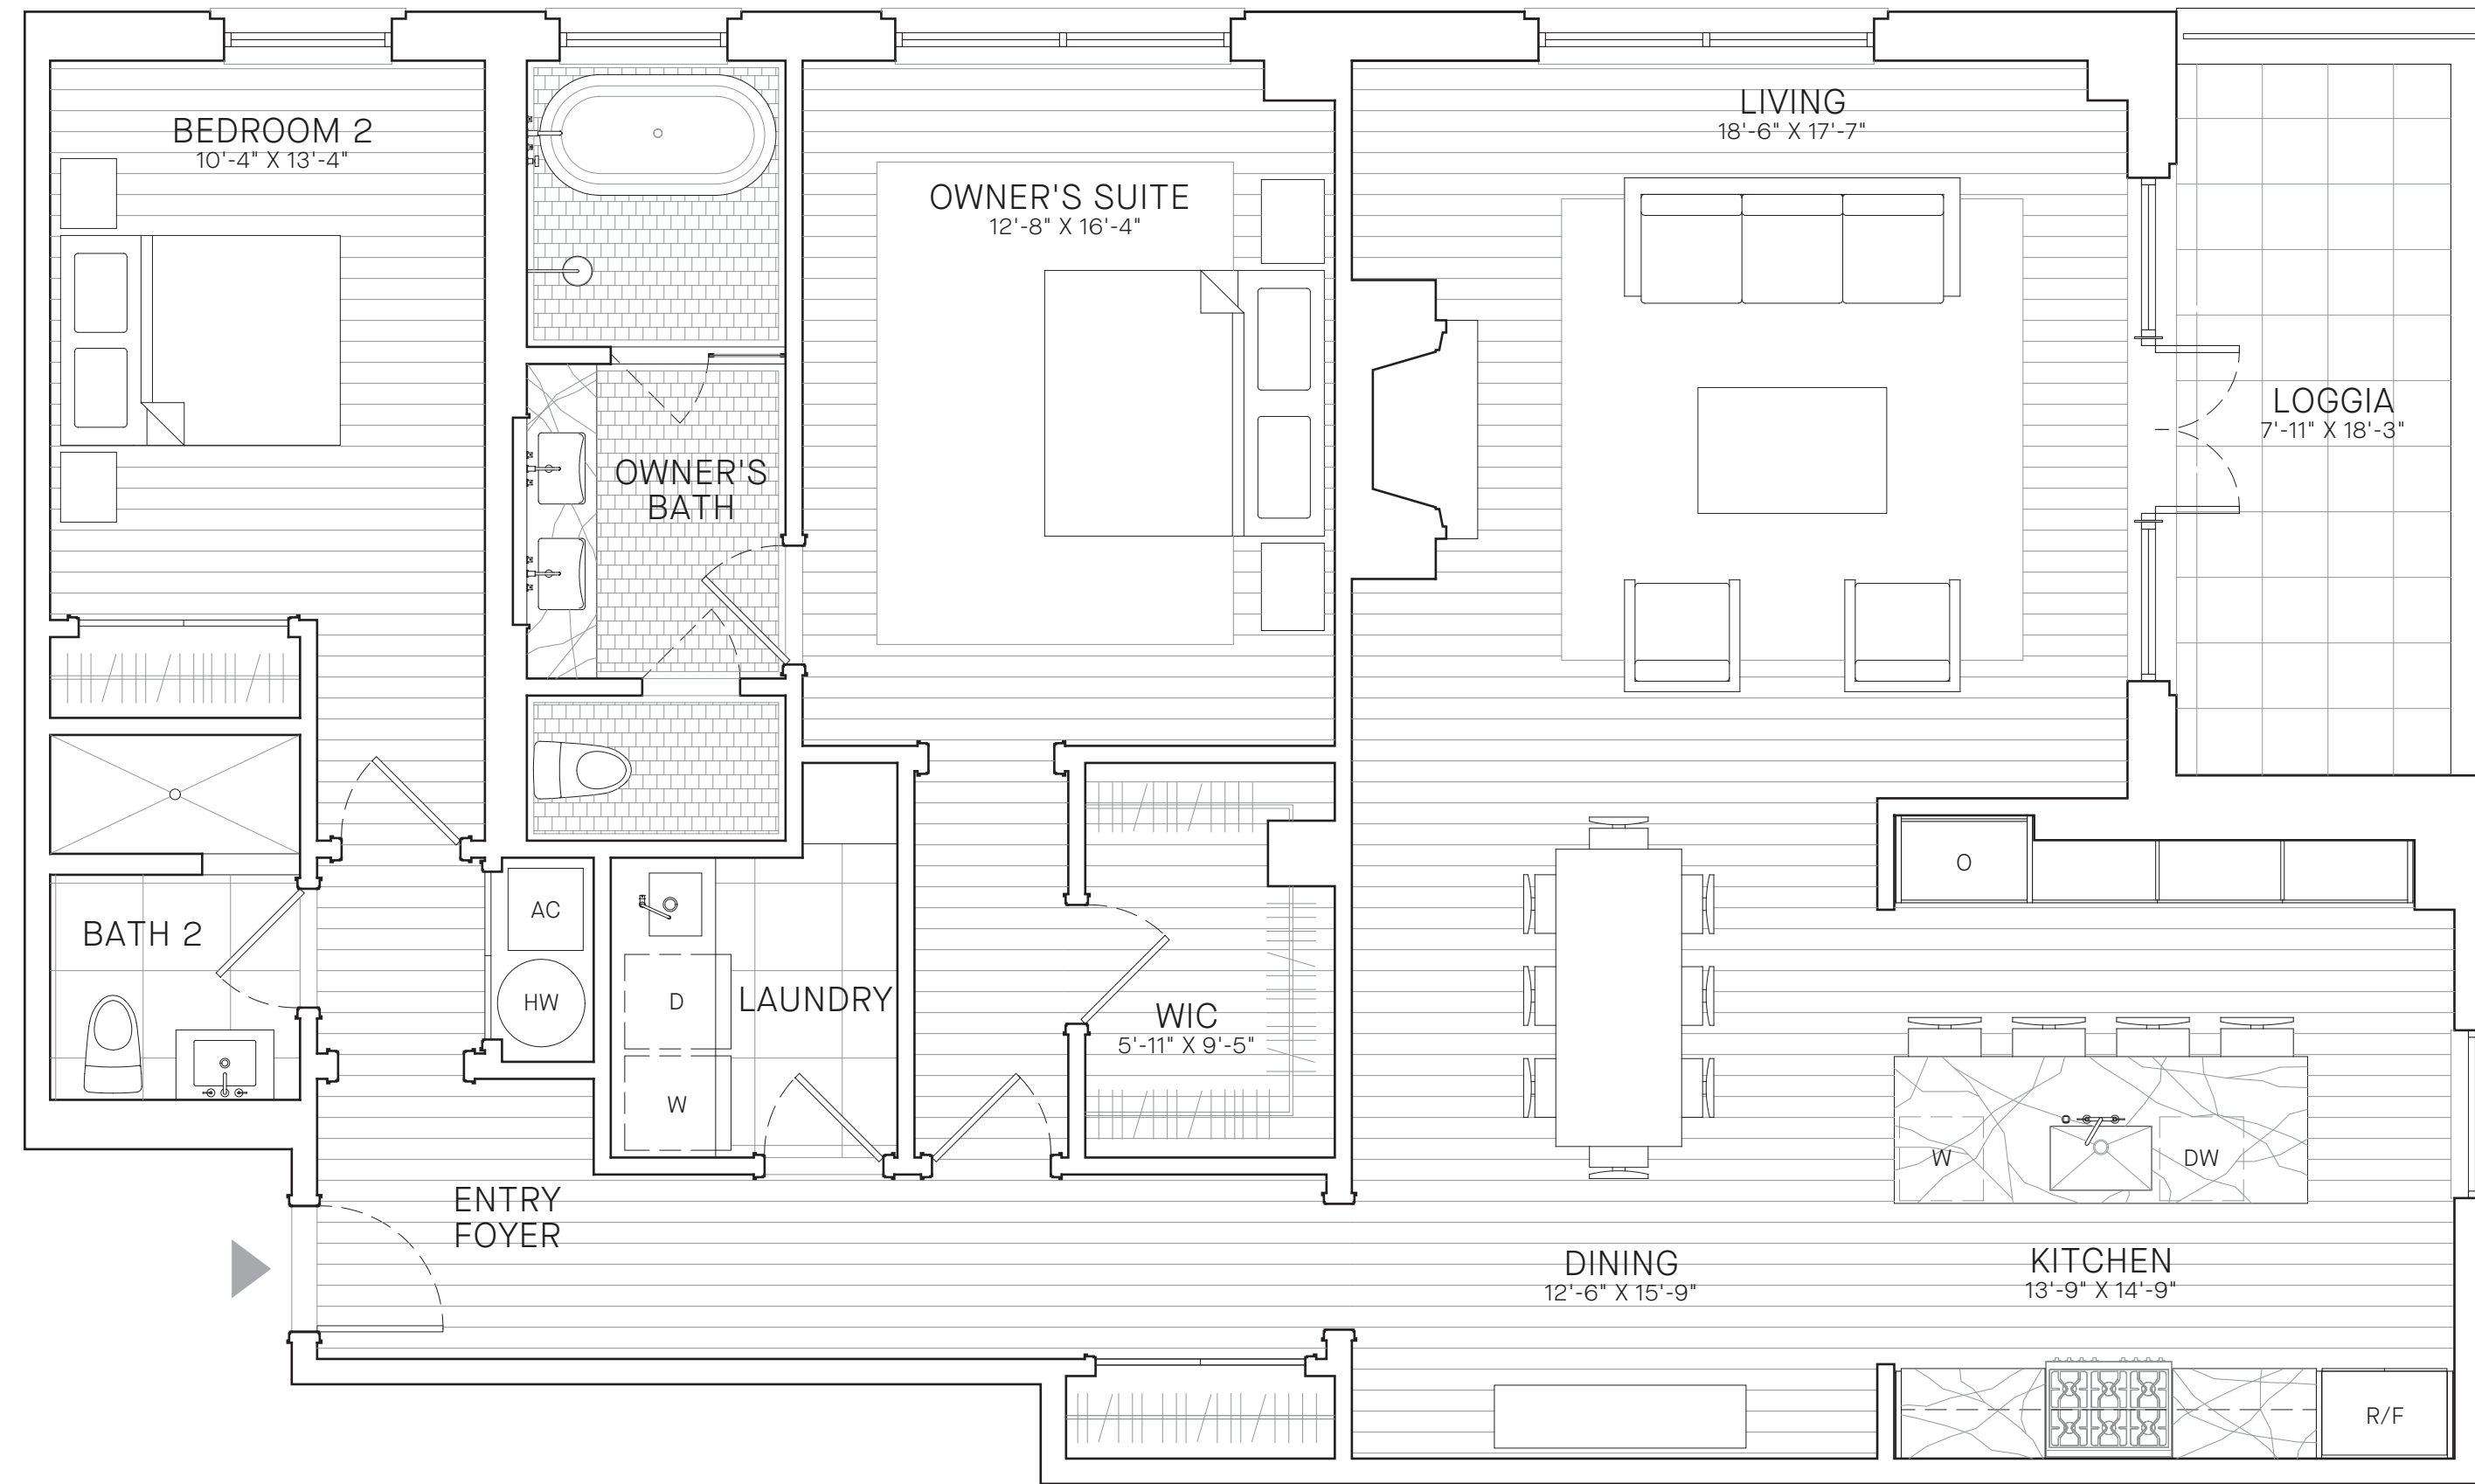 BEDROOM 2
10'-4" X 13'-4"
OWNER'S SUITE
12'-8" X 16'-4"
LIVING
18'-6" X 17'-7"
LOGGIA
7'-11" X 18'-3"
OWNER'S
BATH
O
AC
BATH 2
HW
D
LAUNDRY
WIC
5'-11" X 9'-5"
W
W
DW
ENTRY
FOYER
DINING
12'-6" X 15'-9"
KITCHEN
13'-9" X 14'-9"
R/F